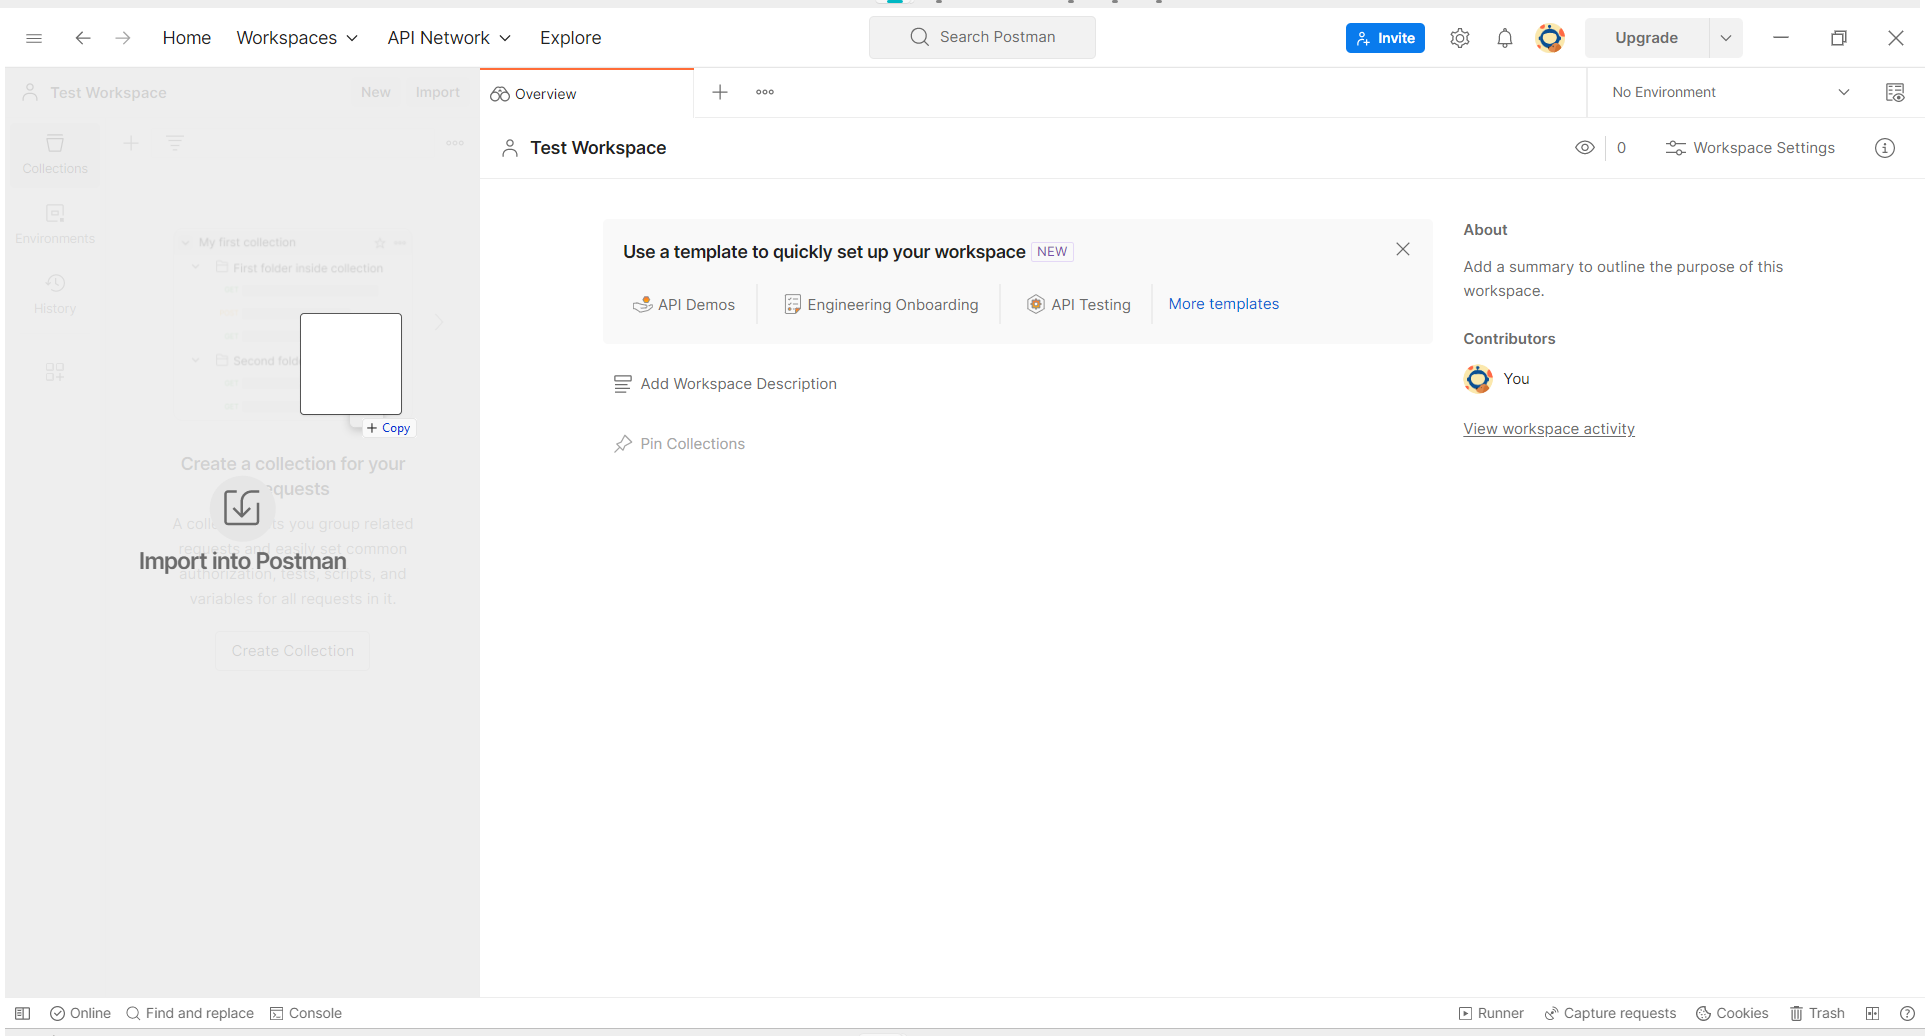 Home Workspaces API Network Explore
Search Postman
Invite
Upgrade
Test Workspace New Import
Overview
No Environment
Collections
Environments
History
Test Workspace
0
Workspace Settings
My first collection
First folder inside collection
Second fold
Copy
Create a collection for your
equests
A colle ts you group related
requests and easily set common
Import into Postman
authorization, tests, scripts, and
variables for all requests in it.
Create Collection
Use a template to quickly set up your workspace NEW
API Demos
Engineering Onboarding
API Testing
More templates
Add Workspace Description
Pin Collections
About
Add a summary to outline the purpose of this
workspace.
Contributors
You
View workspace activity
Online
Find and replace
Console
Runner
Capture requests
Cookies
Trash